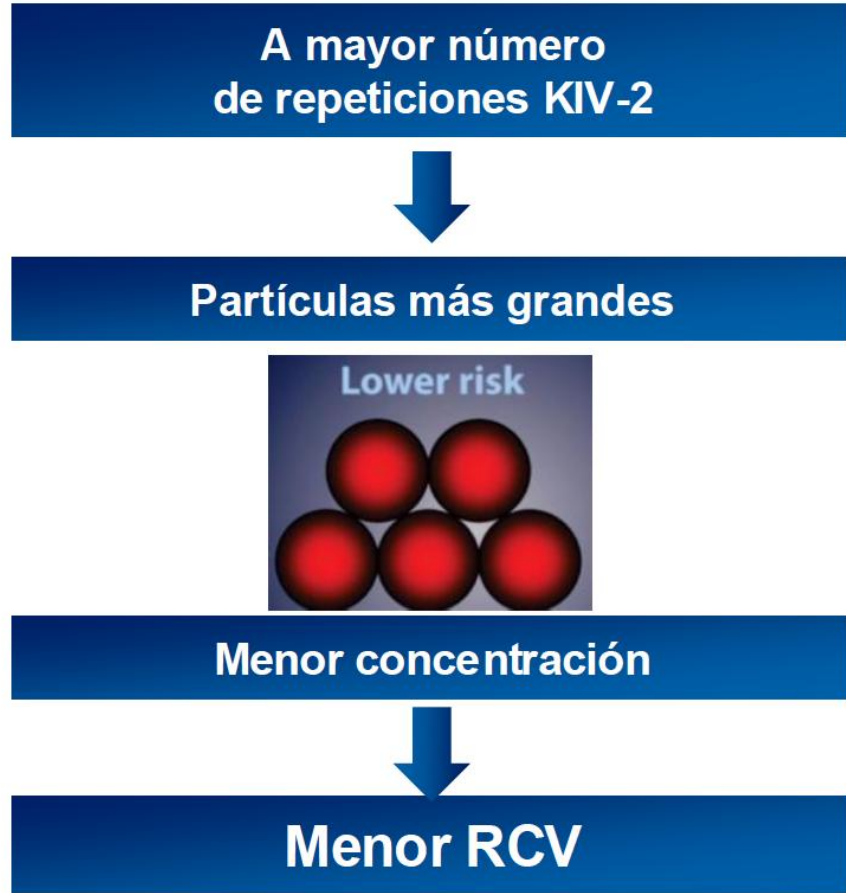 A mayor número
de repeticiones KIV-2
Partículas más grandes
Lower risk
Menor concentración
Menor RCV